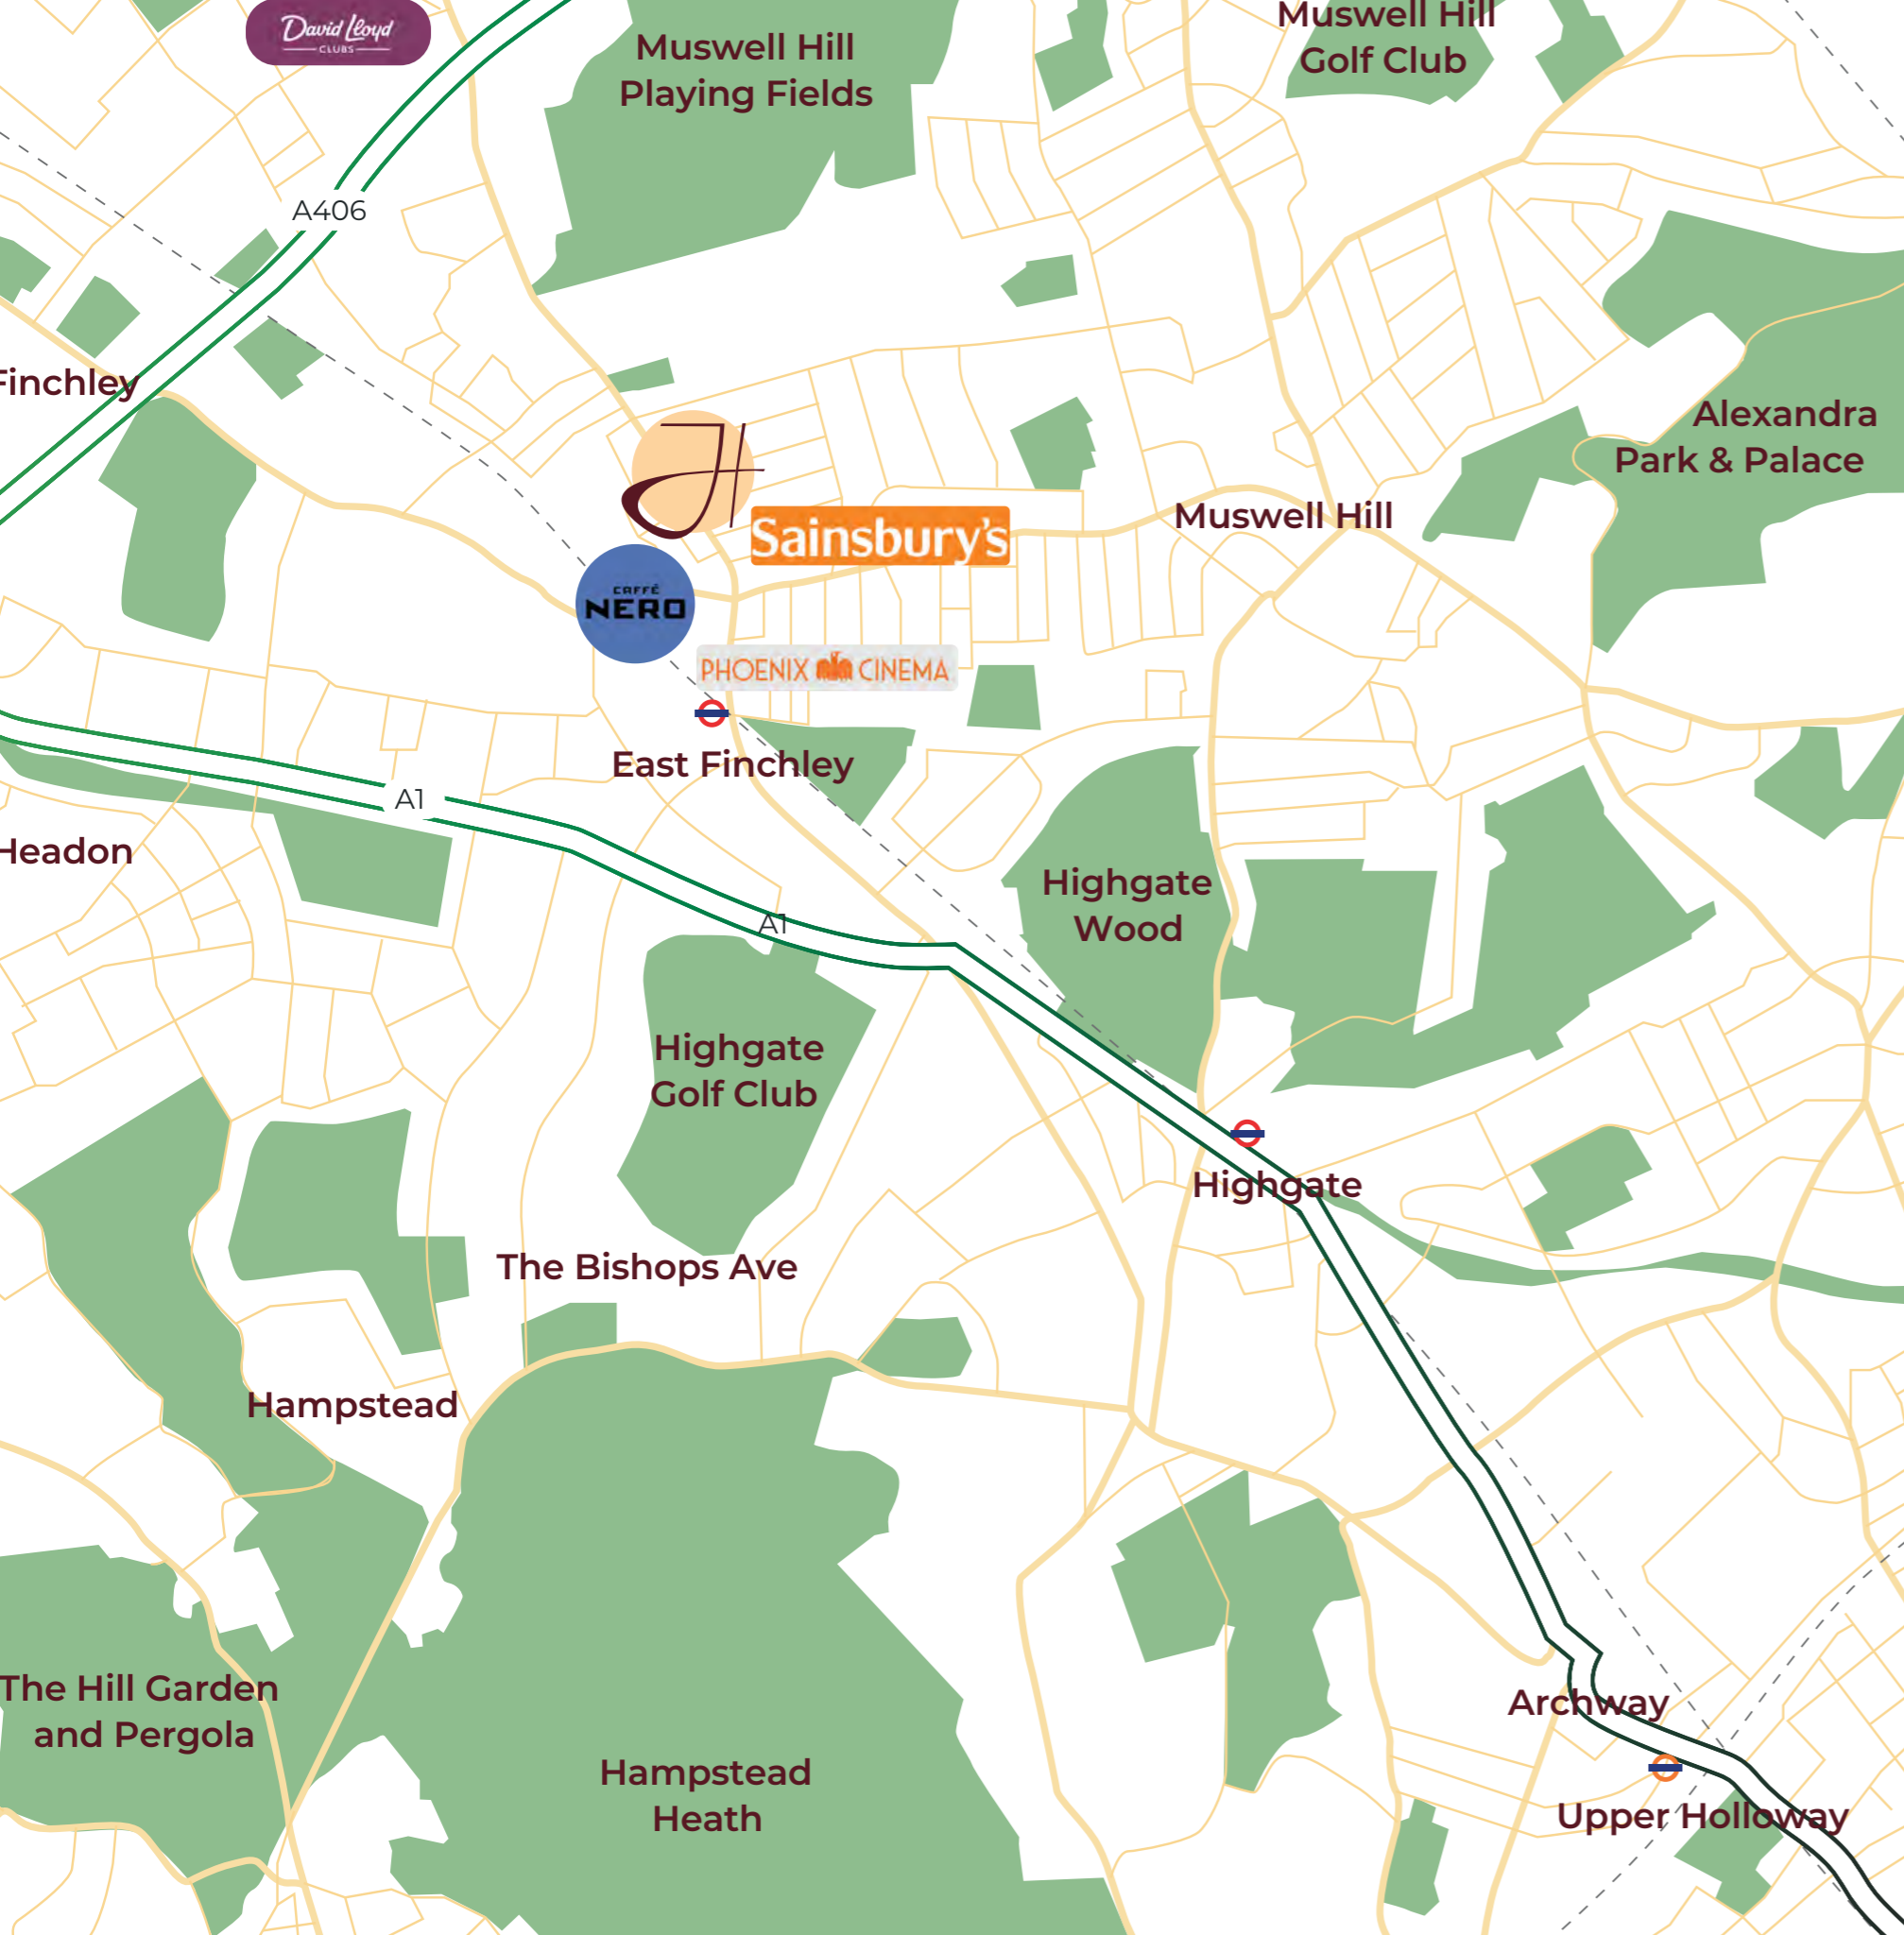 David Lloyd
CLUBS
Muswell Hill
Playing Fields
Muswell Hill
Golf Club
A406
Finchley
Alexandra
Park & Palace
JH
Sainsbury's
Muswell Hill
CAFFÈ
NERO
PHOENIX CINEMA
East Finchley
A1
Headon
Highgate
Wood
A1
Highgate
Golf Club
Highgate
The Bishops Ave
Hampstead
The Hill Garden
and Pergola
Archway
Hampstead
Heath
Upper Holloway